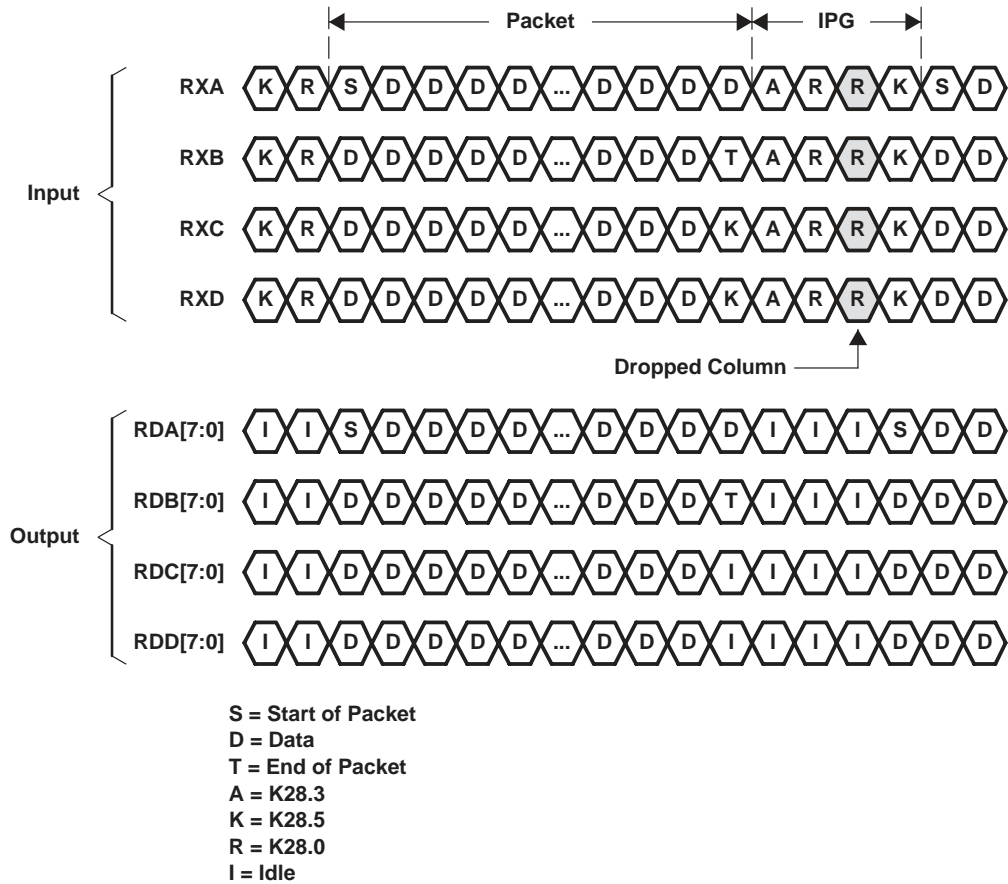 Packet IPG
RXA K R S D D D D ... D D D D A R R K S D
RXB K R D D D D D ... D D D T A R R K D D
Input
RXC K R D D D D D ... D D D K A R R K D D
RXD K R D D D D D ... D D D K A R R K D D
Dropped Column
RDA[7:0] I I S D D D D ... D D D D I I I S D D
RDB[7:0] I I D D D D D ... D D D T I I I D D D
Output
RDC[7:0] I I D D D D D ... D D D I I I I D D D
RDD[7:0] I I D D D D D ... D D D I I I I D D D
S = Start of Packet
D = Data
T = End of Packet
A = K28.3
K = K28.5
R = K28.0
I = Idle